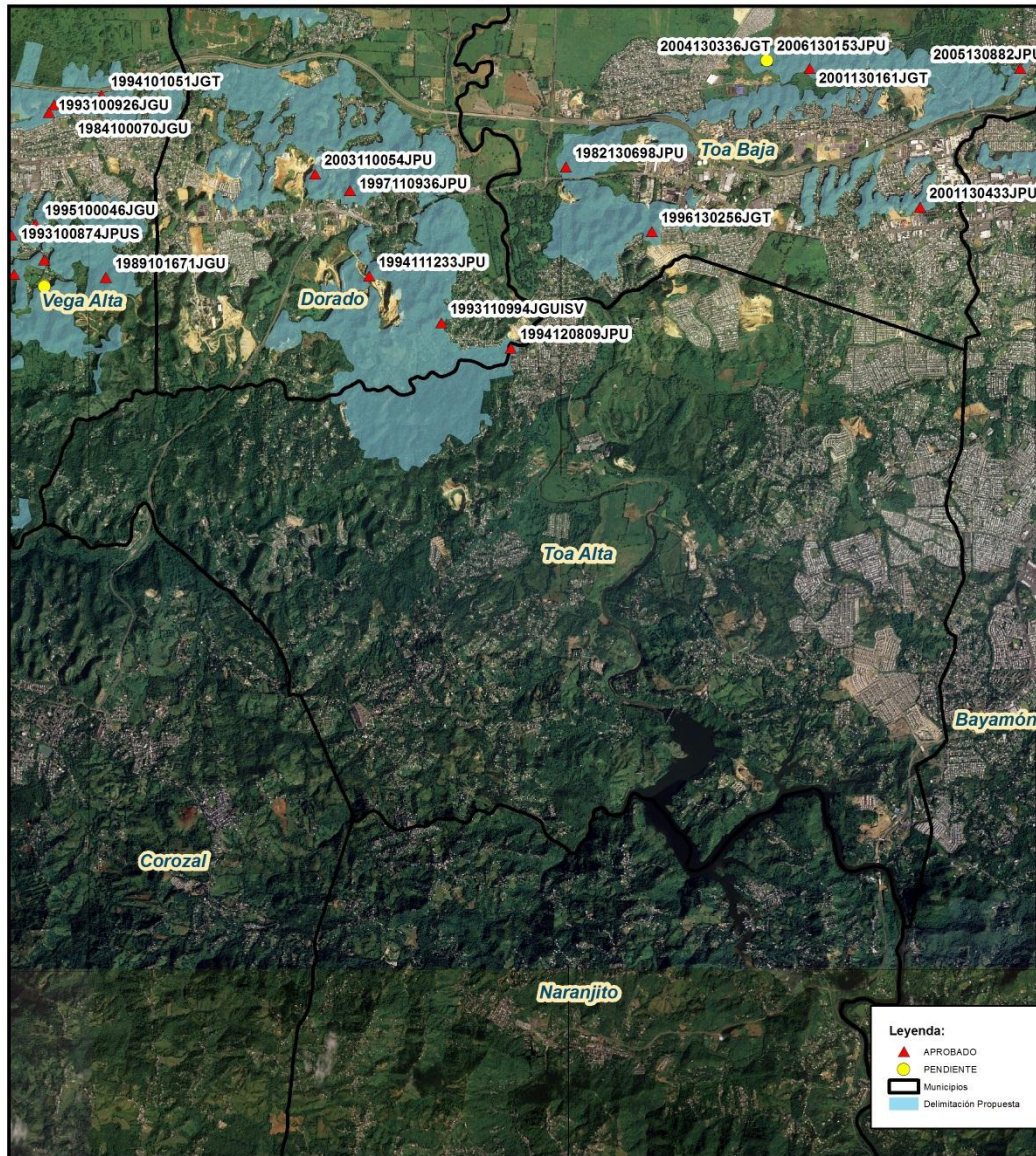 2004130336JGT
2006130153JPU
2005130882JPU
1994101051JGT
2001130161JGT
1993100926JGU
1984100070JGU
Toa Baja
1982130698JPU
2003110054JPU
1997110936JPU
2001130433JPU
1995100046JGU
1996130256JGT
1993100874JPUS
1994111233JPU
1989101671JGU
Vega Alta
Dorado
1993110994JGUISV
1994120809JPU
Toa Alta
Bayamón
Corozal
Naranjito
Leyenda:
APROBADO
PENDIENTE
Municipios
Delimitación Propuesta